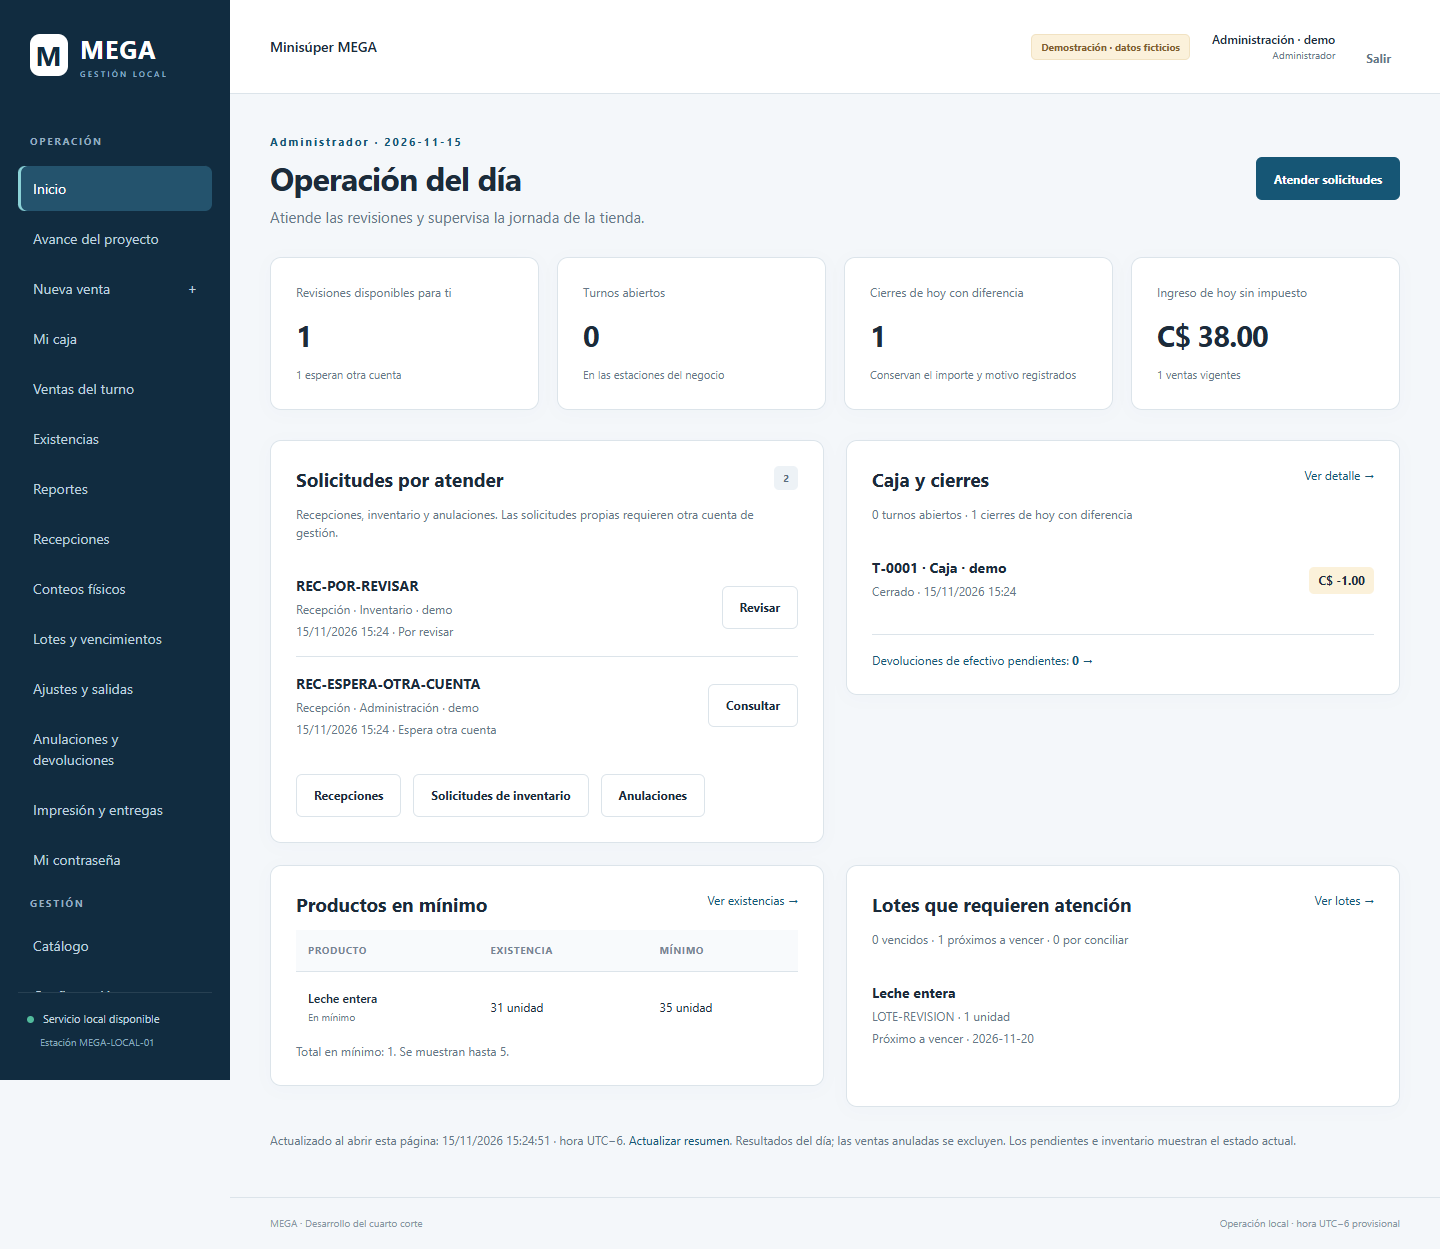 M MEGA
GESTIÓN LOCAL
OPERACIÓN
Inicio
Avance del proyecto
Nueva venta +
Mi caja
Ventas del turno
Existencias
Reportes
Recepciones
Conteos físicos
Lotes y vencimientos
Ajustes y salidas
Anulaciones y
devoluciones
Impresión y entregas
Mi contraseña
GESTIÓN
Catálogo
Servicio local disponible
Estación MEGA-LOCAL-01
Minisúper MEGA
Demostración · datos ficticios
Administración · demo
Administrador
Salir
Administrador · 2026-11-15
Operación del día
Atiende las revisiones y supervisa la jornada de la tienda.
Atender solicitudes
Revisiones disponibles para ti
1
1 esperan otra cuenta
Turnos abiertos
0
En las estaciones del negocio
Cierres de hoy con diferencia
1
Conservan el importe y motivo registrados
Ingreso de hoy sin impuesto
C$ 38.00
1 ventas vigentes
Solicitudes por atender
2
Recepciones, inventario y anulaciones. Las solicitudes propias requieren otra cuenta de
gestión.
REC-POR-REVISAR
Recepción · Inventario · demo
15/11/2026 15:24 · Por revisar
Revisar
REC-ESPERA-OTRA-CUENTA
Recepción · Administración · demo
15/11/2026 15:24 · Espera otra cuenta
Consultar
Recepciones
Solicitudes de inventario
Anulaciones
Caja y cierres
Ver detalle →
0 turnos abiertos · 1 cierres de hoy con diferencia
T-0001 · Caja · demo
Cerrado · 15/11/2026 15:24
C$ -1.00
Devoluciones de efectivo pendientes: 0 →
Productos en mínimo
Ver existencias →
PRODUCTO EXISTENCIA MÍNIMO
Leche entera
En mínimo
31 unidad
35 unidad
Total en mínimo: 1. Se muestran hasta 5.
Lotes que requieren atención
Ver lotes →
0 vencidos · 1 próximos a vencer · 0 por conciliar
Leche entera
LOTE-REVISION · 1 unidad
Próximo a vencer · 2026-11-20
Actualizado al abrir esta página: 15/11/2026 15:24:51 · hora UTC−6. Actualizar resumen. Resultados del día; las ventas anuladas se excluyen. Los pendientes e inventario muestran el estado actual.
MEGA · Desarrollo del cuarto corte
Operación local · hora UTC−6 provisional